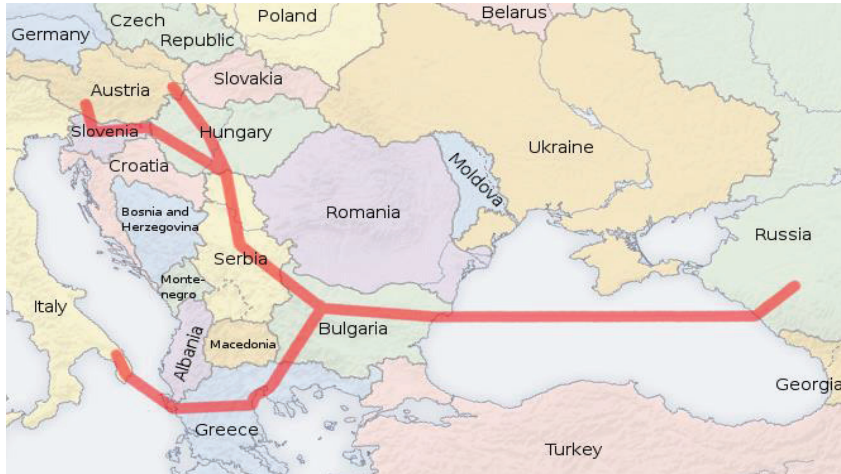 Belarus
Poland
Czech
Republic
Germany
Slovakia
Austria
Slovenia
Hungary
Ukraine
Croatia
Moldova
Bosnia and
Herzegovina
Romania
Russia
Serbia
Monte-
negro
Italy
Bulgaria
Albania
Macedonia
Georgia
Greece
Turkey